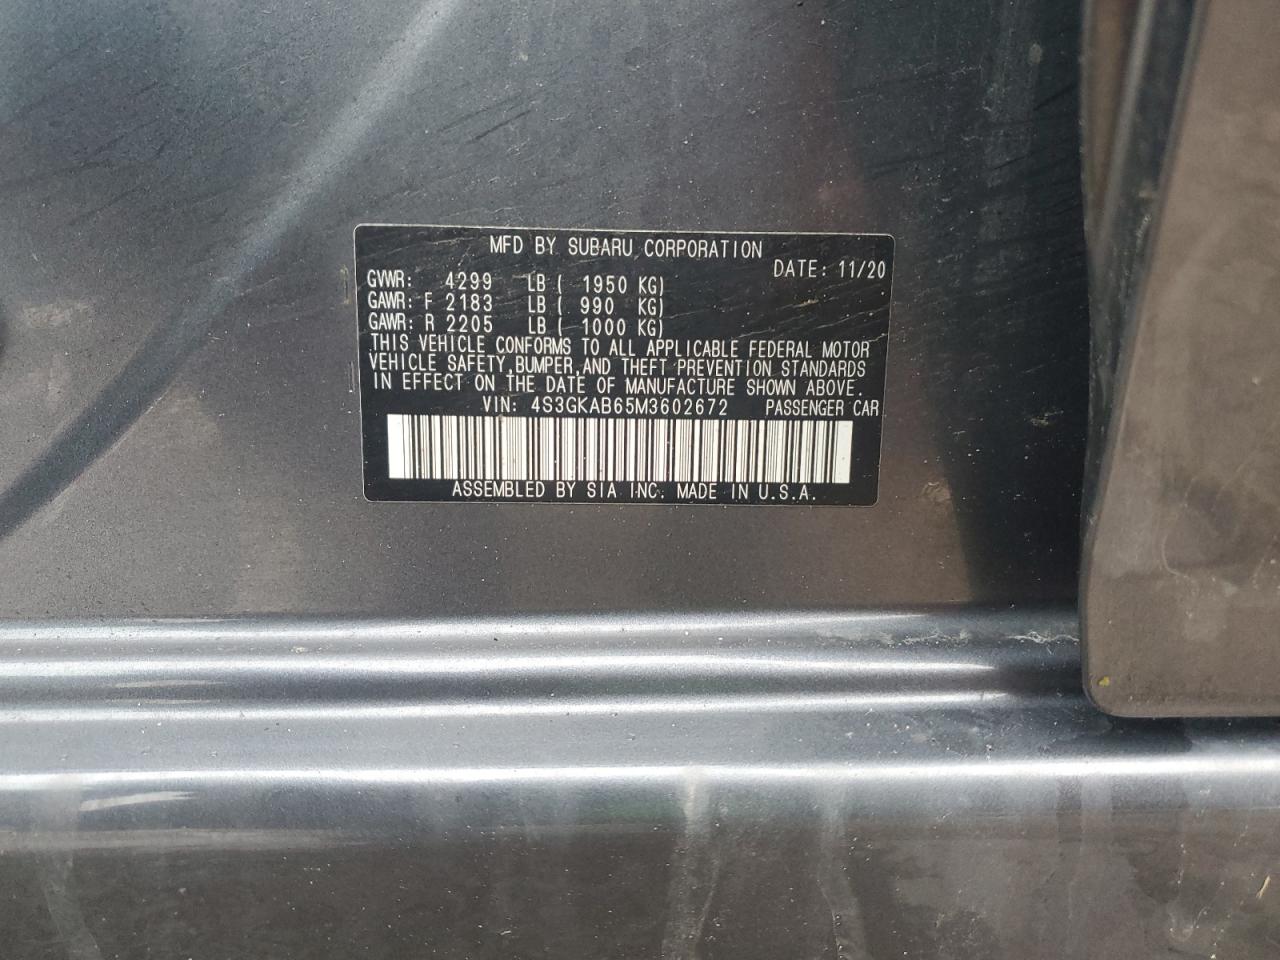 MFD BY SUBARU CORPORATION
DATE: 11/20
GVWR: 4299 LB ( 1950 KG)
GAWR: F 2183 LB ( 990 KG)
GAWR: R 2205 LB ( 1000 KG)
THIS VEHICLE CONFORMS TO ALL APPLICABLE FEDERAL MOTOR
VEHICLE SAFETY, BUMPER, AND THEFT PREVENTION STANDARDS
IN EFFECT ON THE DATE OF MANUFACTURE SHOWN ABOVE.
VIN: 4S3GKAB65M3602672 PASSENGER CAR
ASSEMBLED BY SIA INC. MADE IN U.S.A.